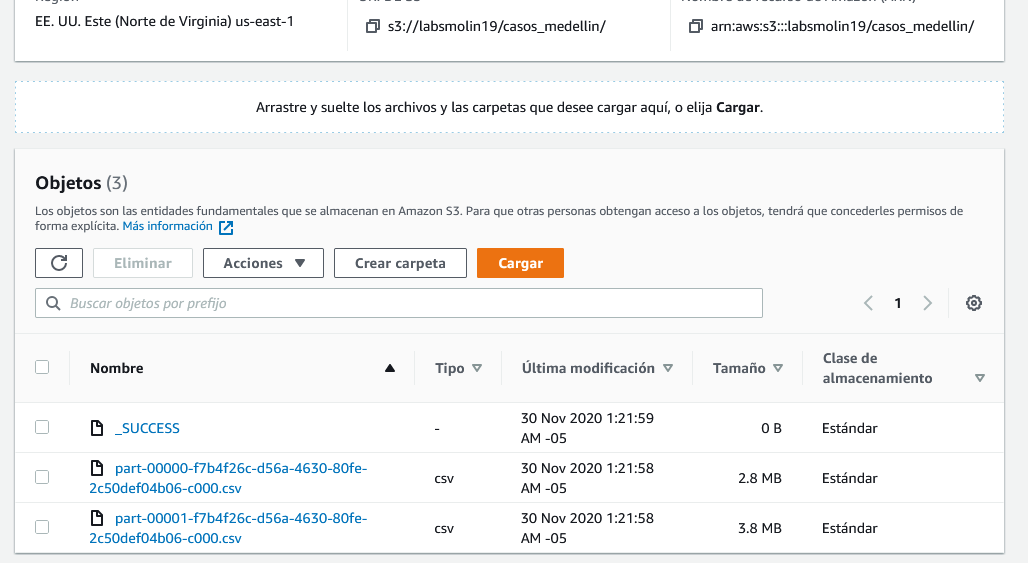 EE. UU. Este (Norte de Virginia) us-east-1
s3://labsmolin19/casos_medellin/
arn:aws:s3:::labsmolin19/casos_medellin/
Arrastre y suelte los archivos y las carpetas que desee cargar aquí, o elija Cargar.
Objetos (3)
Los objetos son las entidades fundamentales que se almacenan en Amazon S3. Para que otras personas obtengan acceso a los objetos, tendrá que concederles permisos de
forma explícita. Más información
Eliminar
Acciones
Crear carpeta
Cargar
Buscar objetos por prefijo
1
Nombre
Tipo
Última modificación
Tamaño
Clase de
almacenamiento
_SUCCESS
-
30 Nov 2020 1:21:59
AM -05
0 B
Estándar
part-00000-f7b4f26c-d56a-4630-80fe-
2c50def04b06-c000.csv
csv
30 Nov 2020 1:21:58
AM -05
2.8 MB
Estándar
part-00001-f7b4f26c-d56a-4630-80fe-
2c50def04b06-c000.csv
csv
30 Nov 2020 1:21:58
AM -05
3.8 MB
Estándar